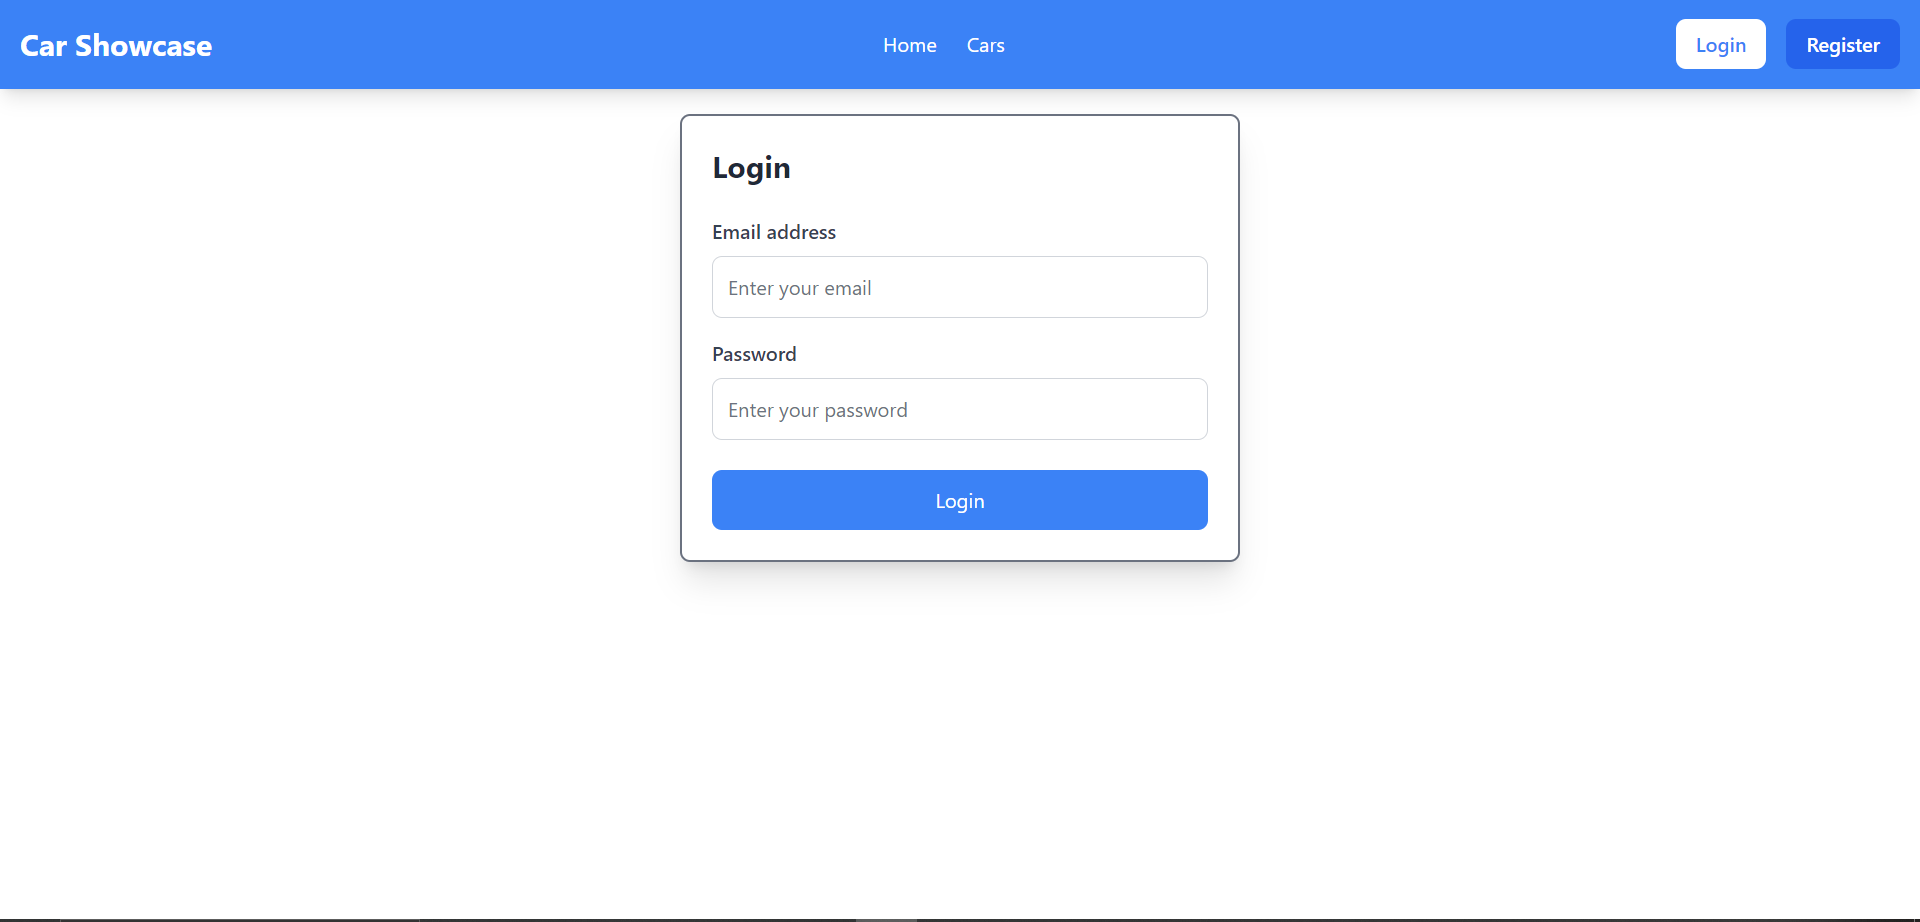 Car Showcase
Home Cars
Login Register
Login
Email address
Enter your email
Password
Enter your password
Login